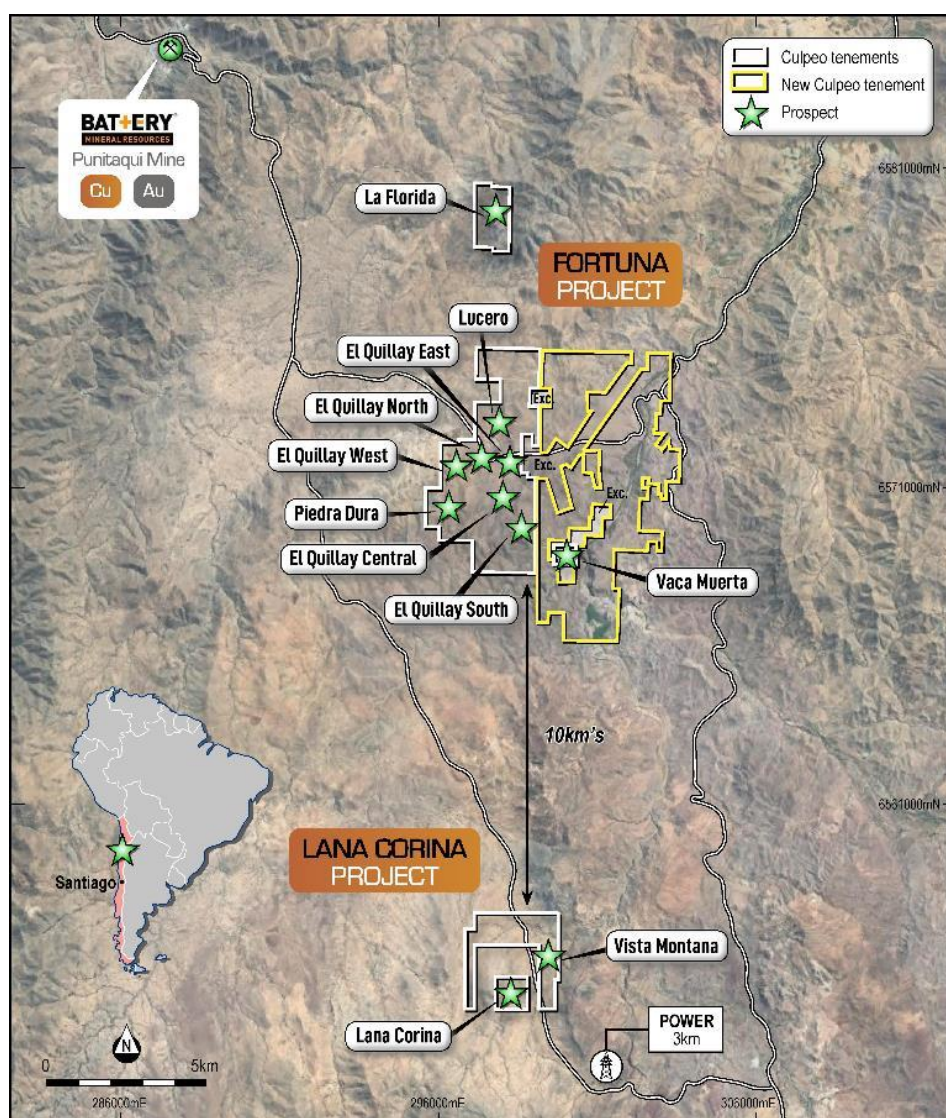 Culpeo tenements
New Culpeo tenement
Prospect
BATTERY
MINERAL RESOURCES
Punitaqui Mine
Cu
Au
6581000mN
La Florida
FORTUNA
PROJECT
Lucero
El Quillay East
El Quillay North
El Quillay West
Piedra Dura
El Quillay Central
El Quillay South
Exc.
Exc.
Exc.
6571000mN
Vaca Muerta
10km's
6561000mN
LANA CORINA
PROJECT
Santiago
Vista Montana
Lana Corina
POWER
3km
N
0
5km
286000mE
296000mE
306000mE